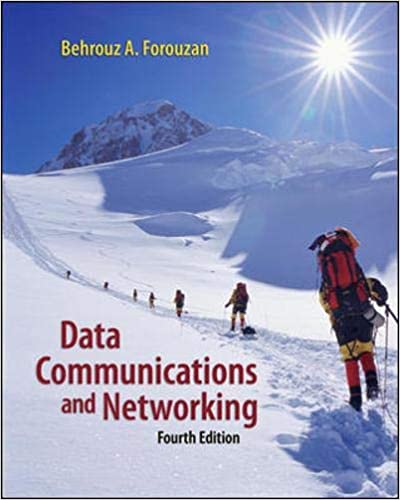 Behrouz A. Forouzan
Data
Communications
and Networking
Fourth Edition